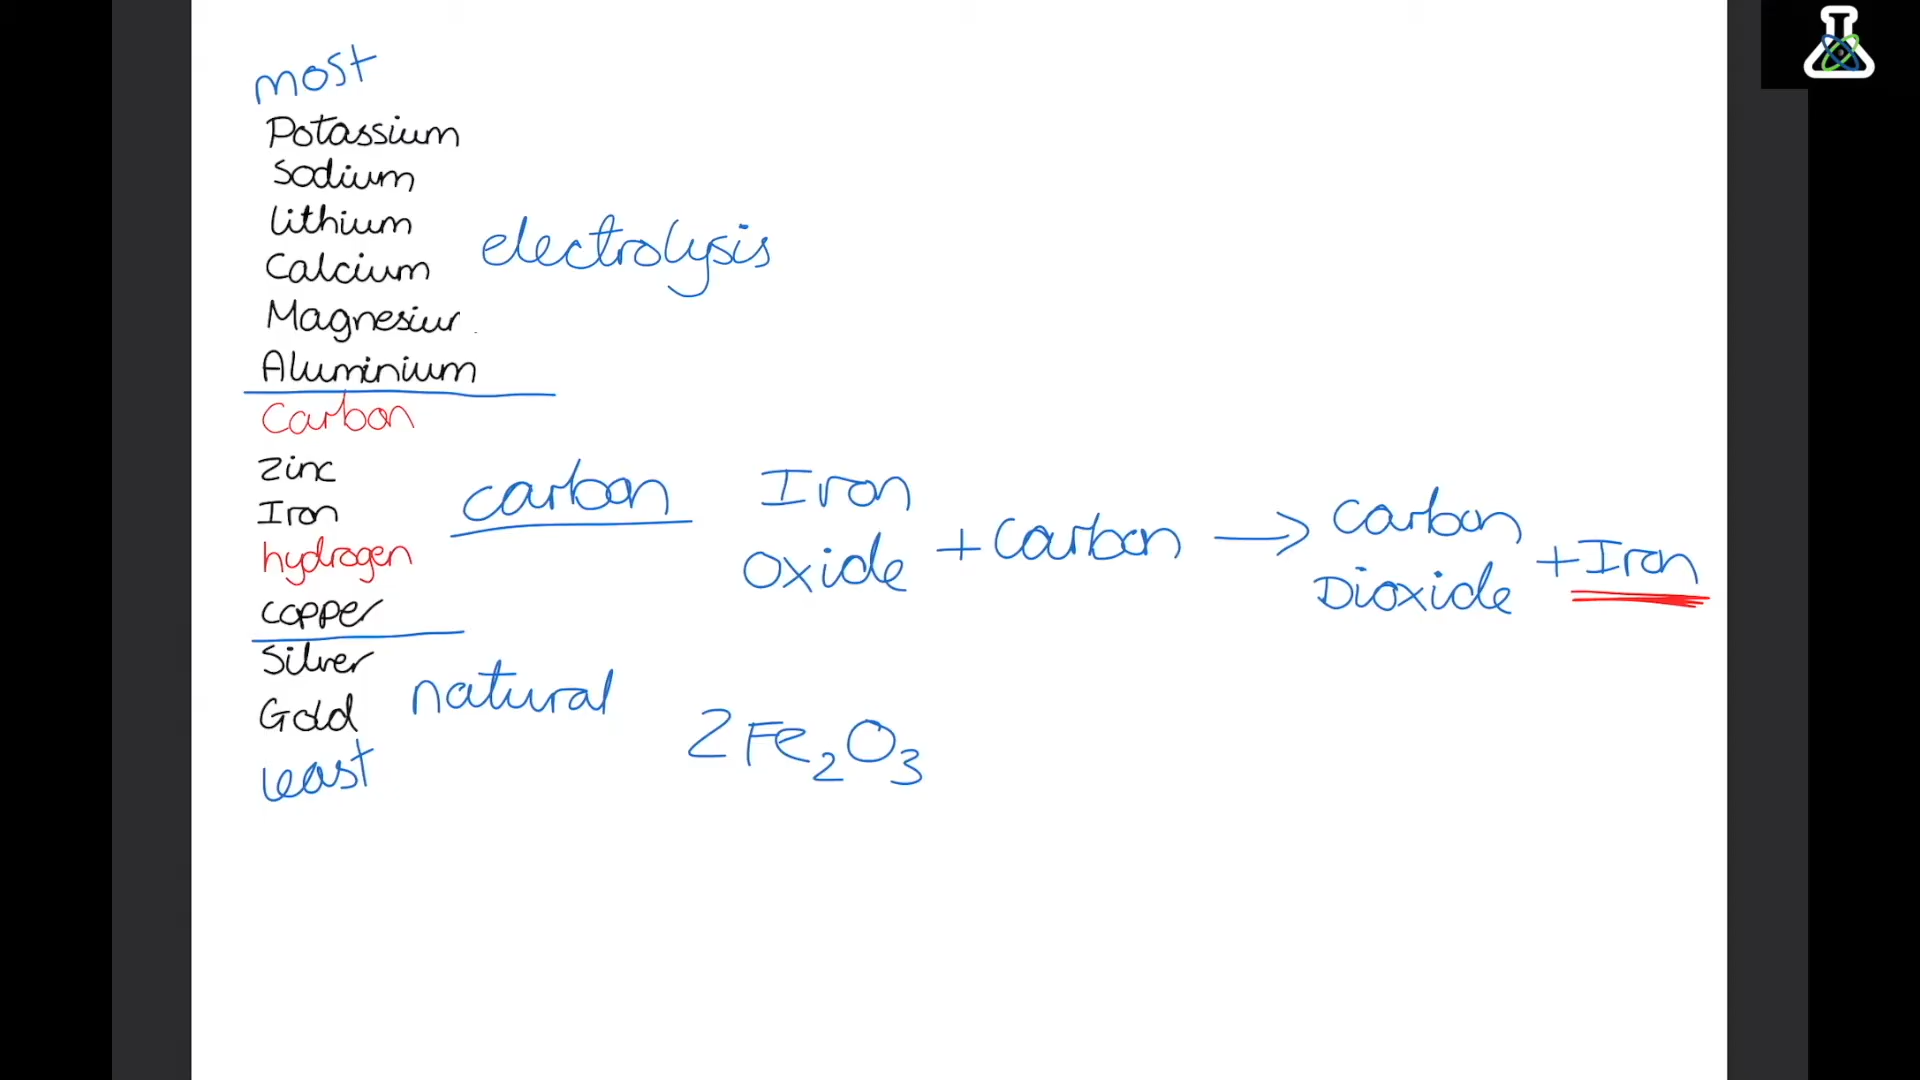 most
Potassium
Sodium
lithium
Calcium
electrolysis
Magnesiur
Aluminium
Carbon
Zinc
Iron
hydrogen
copper
carbon
Iron oxide + Carbon → Carbon Dioxide + Iron
Silver
Gold
natural
least
2Fe₂O₃